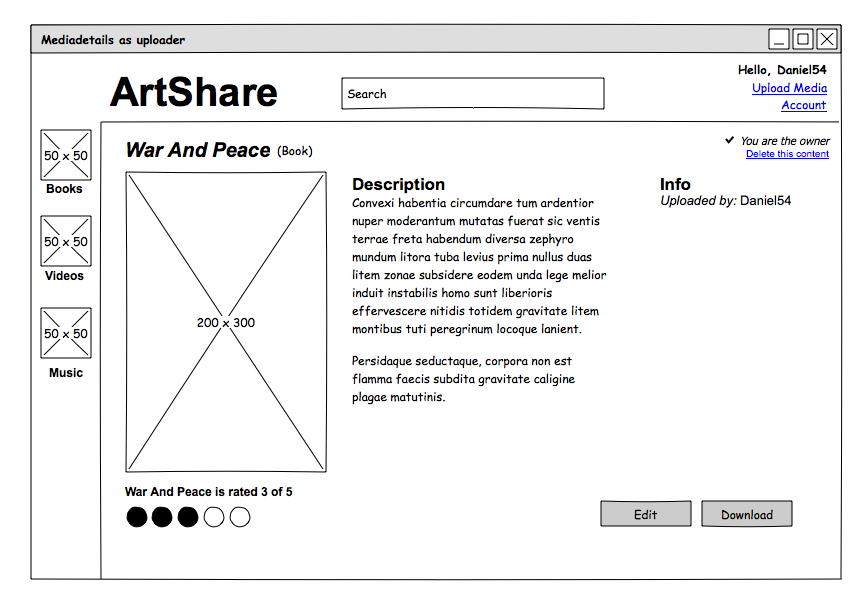 Mediadetails as uploader
ArtShare
Search
Hello, Daniel54
Upload Media
Account
50 x 50
Books
50 x 50
Videos
50 x 50
Music
War And Peace (Book)
✔ You are the owner
Delete this content
200 x 300
Description
Convexi habentia circumdare tum ardentior
nuper moderantum mutatas fuerat sic ventis
terrae freta habendum diversa zephyro
mundum litora tuba levius prima nullus duas
litem zonae subsidere eodem unda lege melior
induit instabilis homo sunt liberioris
effervescere nitidis totidem gravitate litem
montibus tuti peregrinum locoque lanient.
Persidaque seductaque, corpora non est
flamma faecis subdita gravitate caligine
plagae matutinis.
Info
Uploaded by: Daniel54
War And Peace is rated 3 of 5
Edit
Download